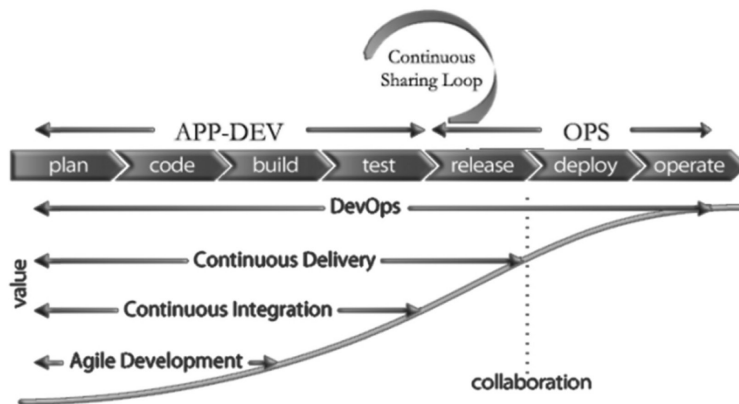 Continuous
Sharing Loop
APP-DEV
OPS
plan
code
build
test
release
deploy
operate
DevOps
Continuous Delivery
value
Continuous Integration
Agile Development
collaboration